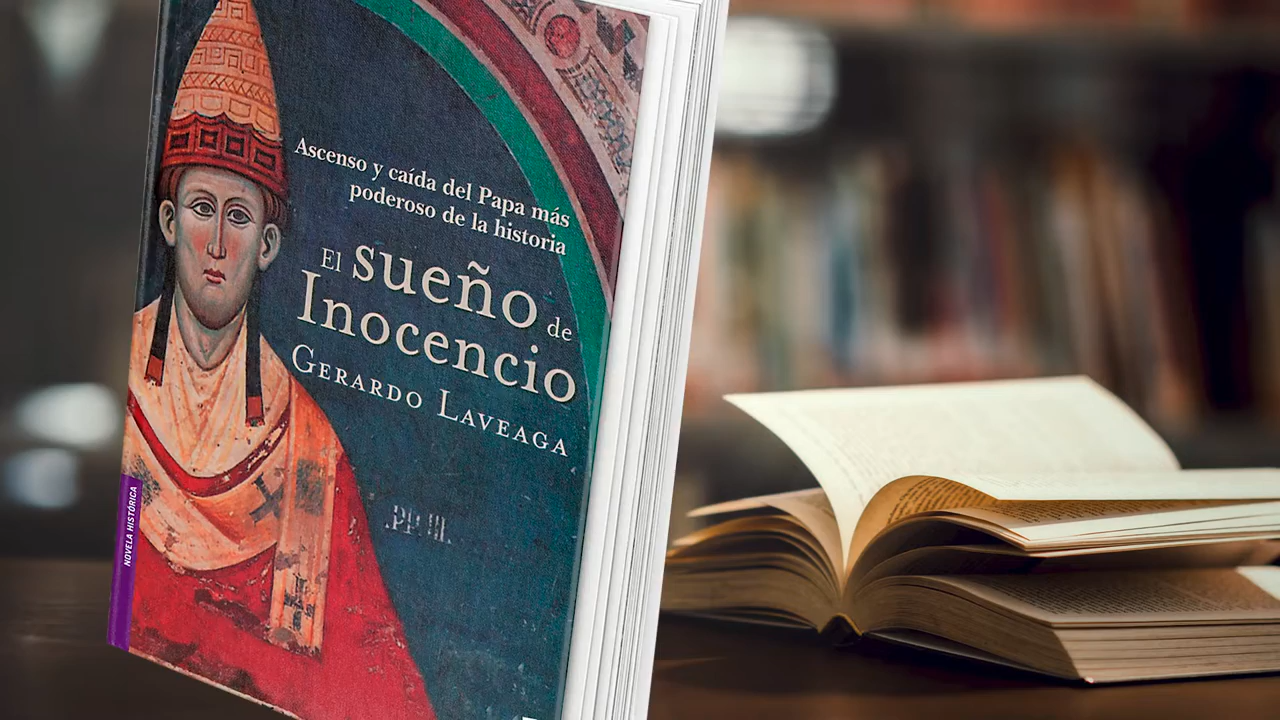 Ascenso y caída del Papa más
poderoso de la historia
El sueño de
Inocencio
GERARDO LAVEAGA
NOVELA HISTÓRICA